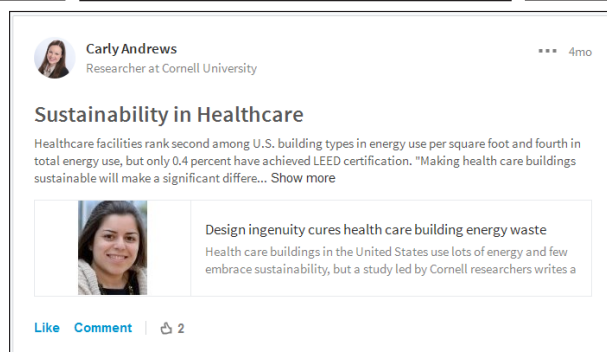 Carly Andrews
4mo
Researcher at Cornell University
Sustainability in Healthcare
Healthcare facilities rank second among U.S. building types in energy use per square foot and fourth in
total energy use, but only 0.4 percent have achieved LEED certification. "Making health care buildings
sustainable will make a significant differe... Show more
Design ingenuity cures health care building energy waste
Health care buildings in the United States use lots of energy and few
embrace sustainability, but a study led by Cornell researchers writes a
Like Comment 2